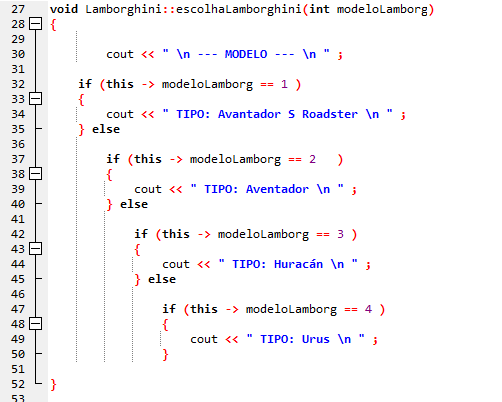 27 void Lamborghini::escolhaLamborghini(int modeloLamborg)
28 {
29
30 cout << " \n --- MODELO --- \n " ;
31
32 if (this -> modeloLamborg == 1 )
33 {
34 cout << " TIPO: Avantador S Roadster \n " ;
35 } else
36
37 if (this -> modeloLamborg == 2 )
38 {
39 cout << " TIPO: Aventador \n " ;
40 } else
41
42 if (this -> modeloLamborg == 3 )
43 {
44 cout << " TIPO: Huracán \n " ;
45 } else
46
47 if (this -> modeloLamborg == 4 )
48 {
49 cout << " TIPO: Urus \n " ;
50 }
51
52 }
53